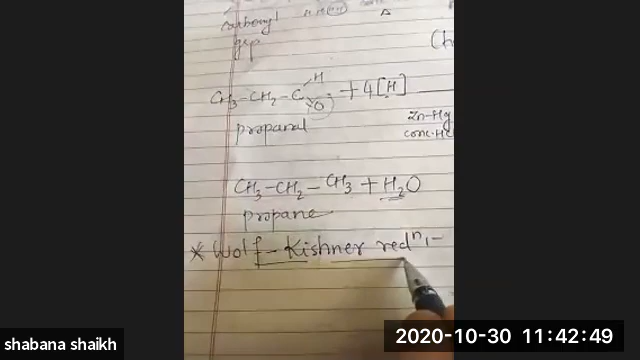 carbonyl
grp
CH3-CH2-C-H=O + 4[H]
propanal
Zn-Hg
conc.HC
CH3-CH2-CH3 + H2O
propane
* Wolf-Kishner redn:-
shabana shaikh
2020-10-30 11:42:49